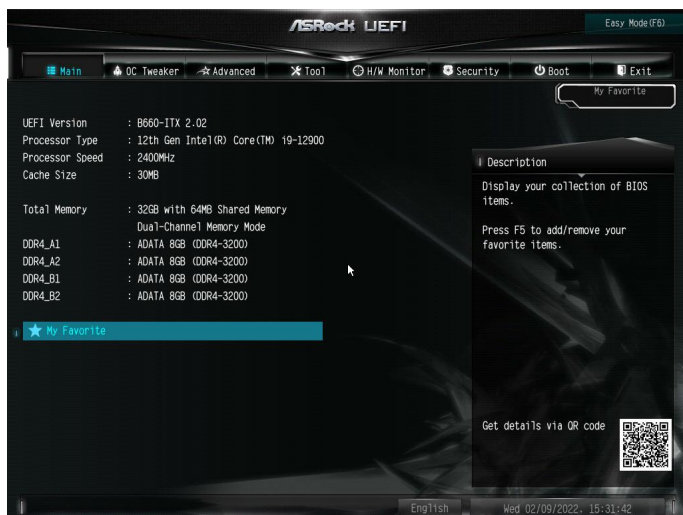 ASRock UEFI
Easy Mode(F6)
Main
OC Tweaker
Advanced
Tool
H/W Monitor
Security
Boot
Exit
My Favorite
UEFI Version : B660-ITX 2.02
Processor Type : 12th Gen Intel(R) Core(TM) i9-12900
Processor Speed : 2400MHz
Cache Size : 30MB
Total Memory : 32GB with 64MB Shared Memory
Dual-Channel Memory Mode
DDR4_A1 : ADATA 8GB (DDR4-3200)
DDR4_A2 : ADATA 8GB (DDR4-3200)
DDR4_B1 : ADATA 8GB (DDR4-3200)
DDR4_B2 : ADATA 8GB (DDR4-3200)
My Favorite
Description
Display your collection of BIOS
items.
Press F5 to add/remove your
favorite items.
Get details via QR code
English
Wed 02/09/2022. 15:31:42